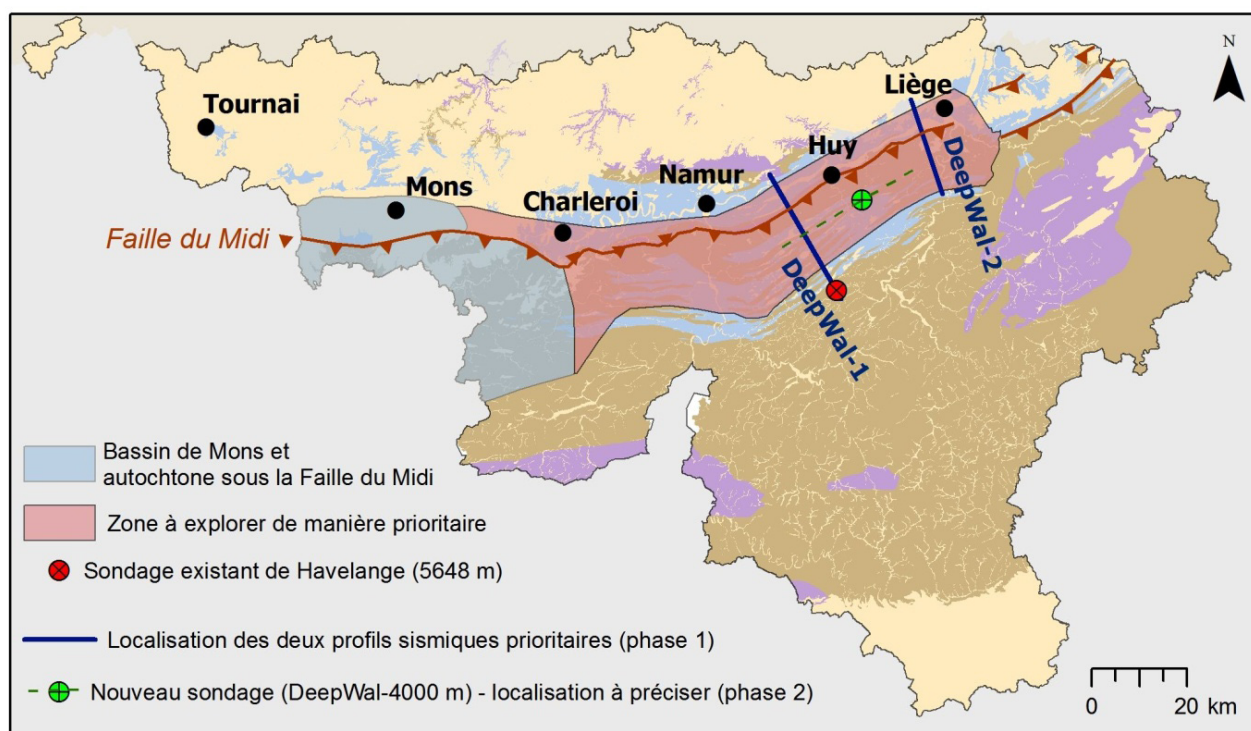 N
Tournai
Mons
Charleroi
Namur
Huy
Liège
Faille du Midi
DeepWal-1
DeepWal-2
Bassin de Mons et
autochtone sous la Faille du Midi
Zone à explorer de manière prioritaire
Sondage existant de Havelange (5648 m)
Localisation des deux profils sismiques prioritaires (phase 1)
Nouveau sondage (DeepWal-4000 m) - localisation à préciser (phase 2)
0 20 km